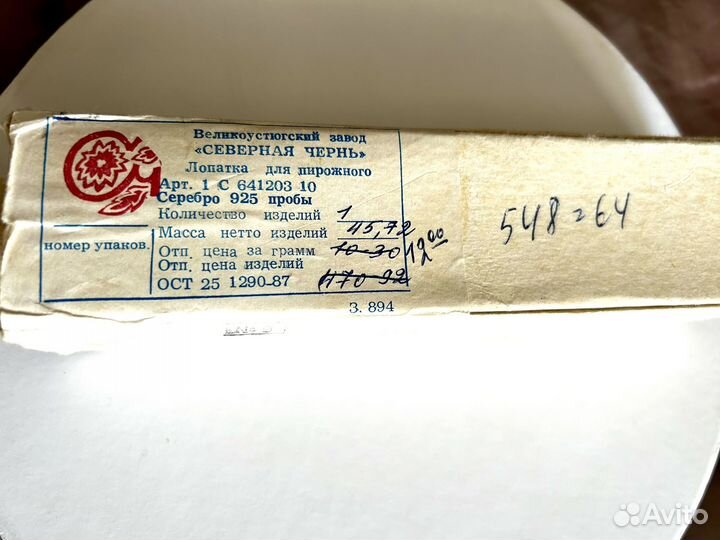 Великоустюгский завод
«СЕВЕРНАЯ ЧЕРНЬ»
Лопатка для пирожного
Арт. 1 С 641203 10
Серебро 925 пробы
Количество изделий 1
номер упаков.
Масса нетто изделий 45,72
Отп. цена за грамм 10-30 12 00
Отп. цена изделий 470-92
ОСТ 25 1290-87
З. 894
548=64
Avito